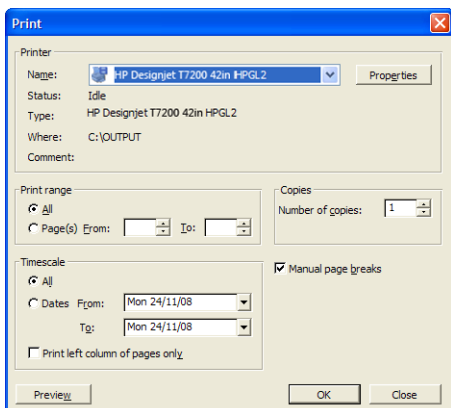 Print
Printer
Name: HP Designjet T7200 42in HPGL2 Properties
Status: Idle
Type: HP Designjet T7200 42in HPGL2
Where: C:\OUTPUT
Comment:
Print range Copies
All Number of copies: 1
Page(s) From: To:
Timescale Manual page breaks
All
Dates From: Mon 24/11/08
To: Mon 24/11/08
Print left column of pages only
Preview OK Close